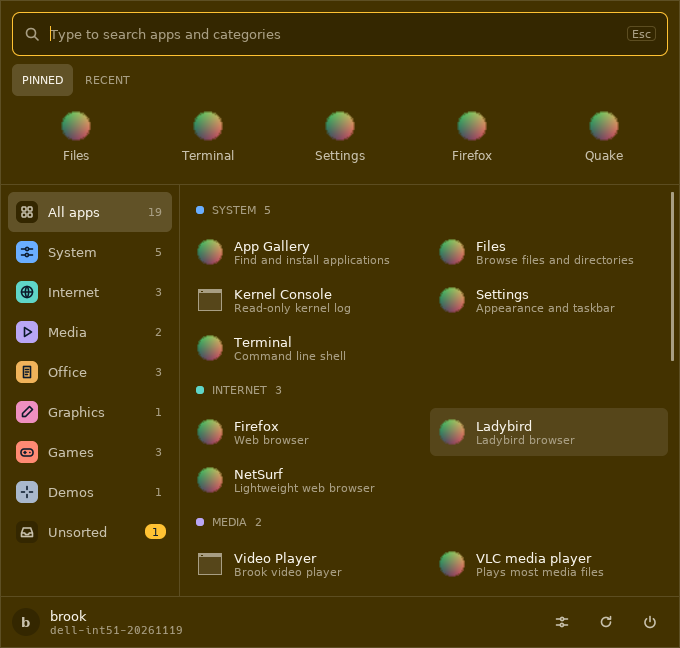 Type to search apps and categories Esc
PINNED RECENT
Files Terminal Settings Firefox Quake
All apps 19
System 5
Internet 3
Media 2
Office 3
Graphics 1
Games 3
Demos 1
Unsorted 1
SYSTEM 5
App Gallery
Find and install applications
Files
Browse files and directories
Kernel Console
Read-only kernel log
Settings
Appearance and taskbar
Terminal
Command line shell
INTERNET 3
Firefox
Web browser
Ladybird
Ladybird browser
NetSurf
Lightweight web browser
MEDIA 2
Video Player
Brook video player
VLC media player
Plays most media files
b
brook
dell-int51-20261119